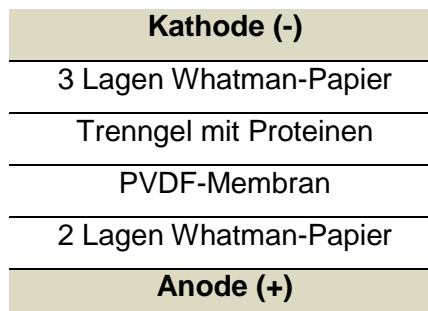 Kathode (-)
3 Lagen Whatman-Papier
Trenngel mit Proteinen
PVDF-Membran
2 Lagen Whatman-Papier
Anode (+)